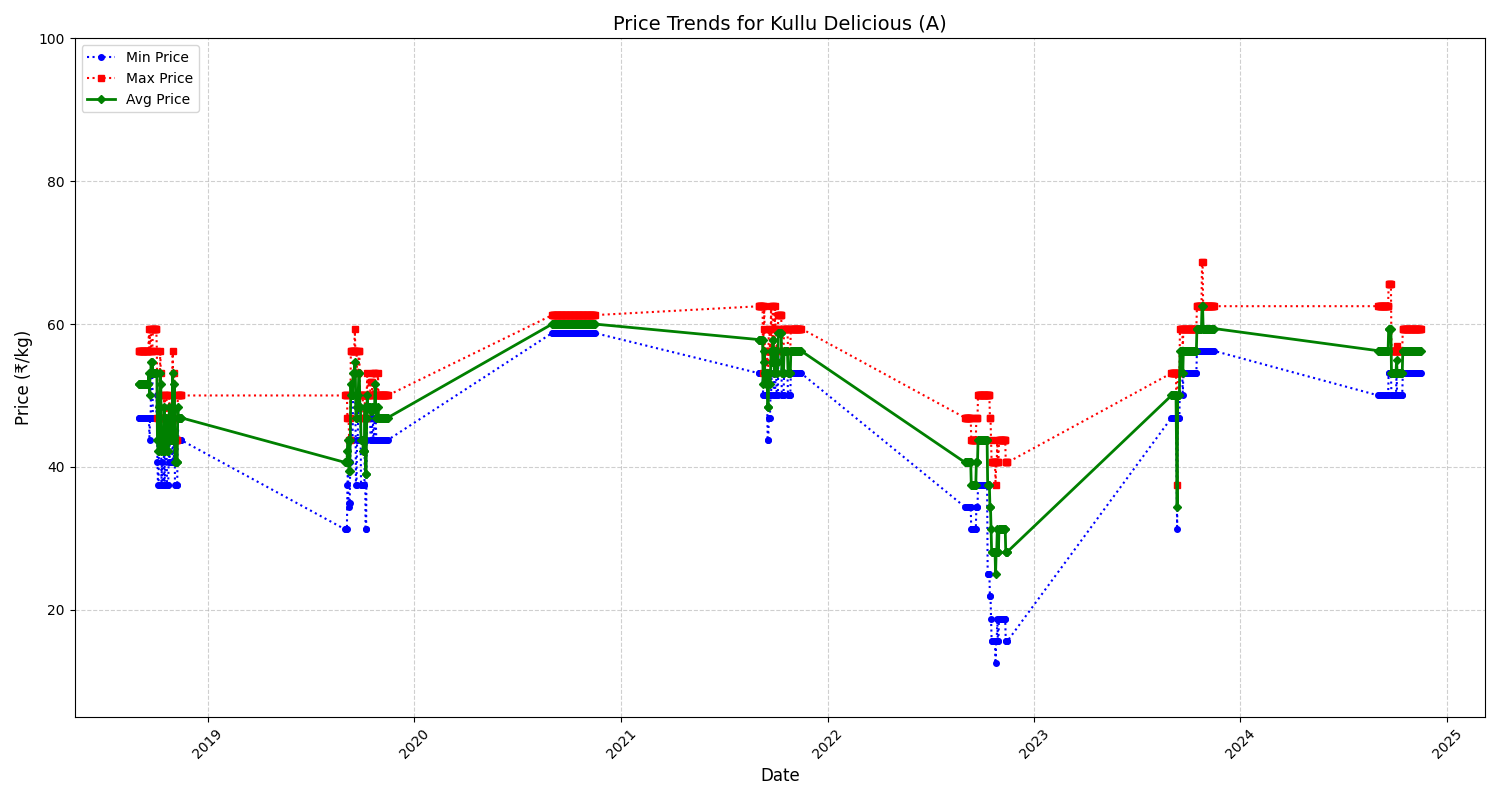 Price Trends for Kullu Delicious (A)
Min Price
Max Price
Avg Price
Price (₹/kg)
100
80
60
40
20
2019
2020
2021
2022
2023
2024
2025
Date